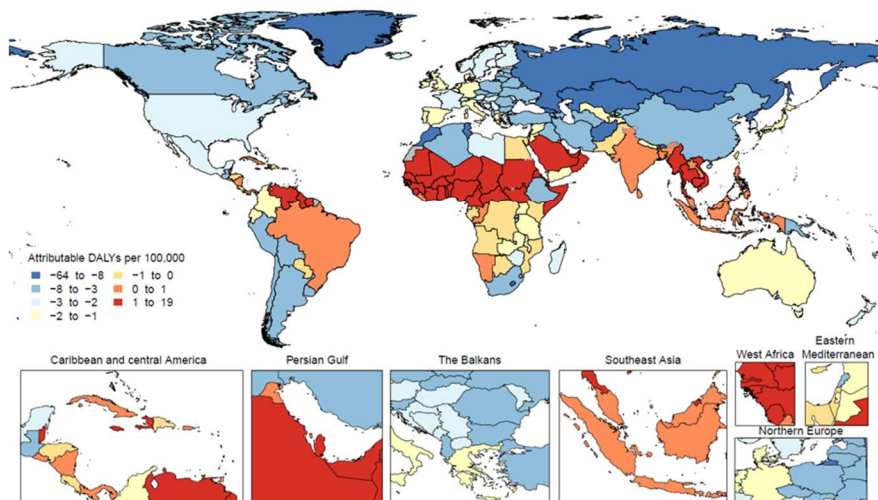 Attributable DALYs per 100,000
−64 to −8
−8 to −3
−3 to −2
−2 to −1
−1 to 0
0 to 1
1 to 19
Caribbean and central America
Persian Gulf
The Balkans
Southeast Asia
West Africa
Eastern
Mediterranean
Northern Europe